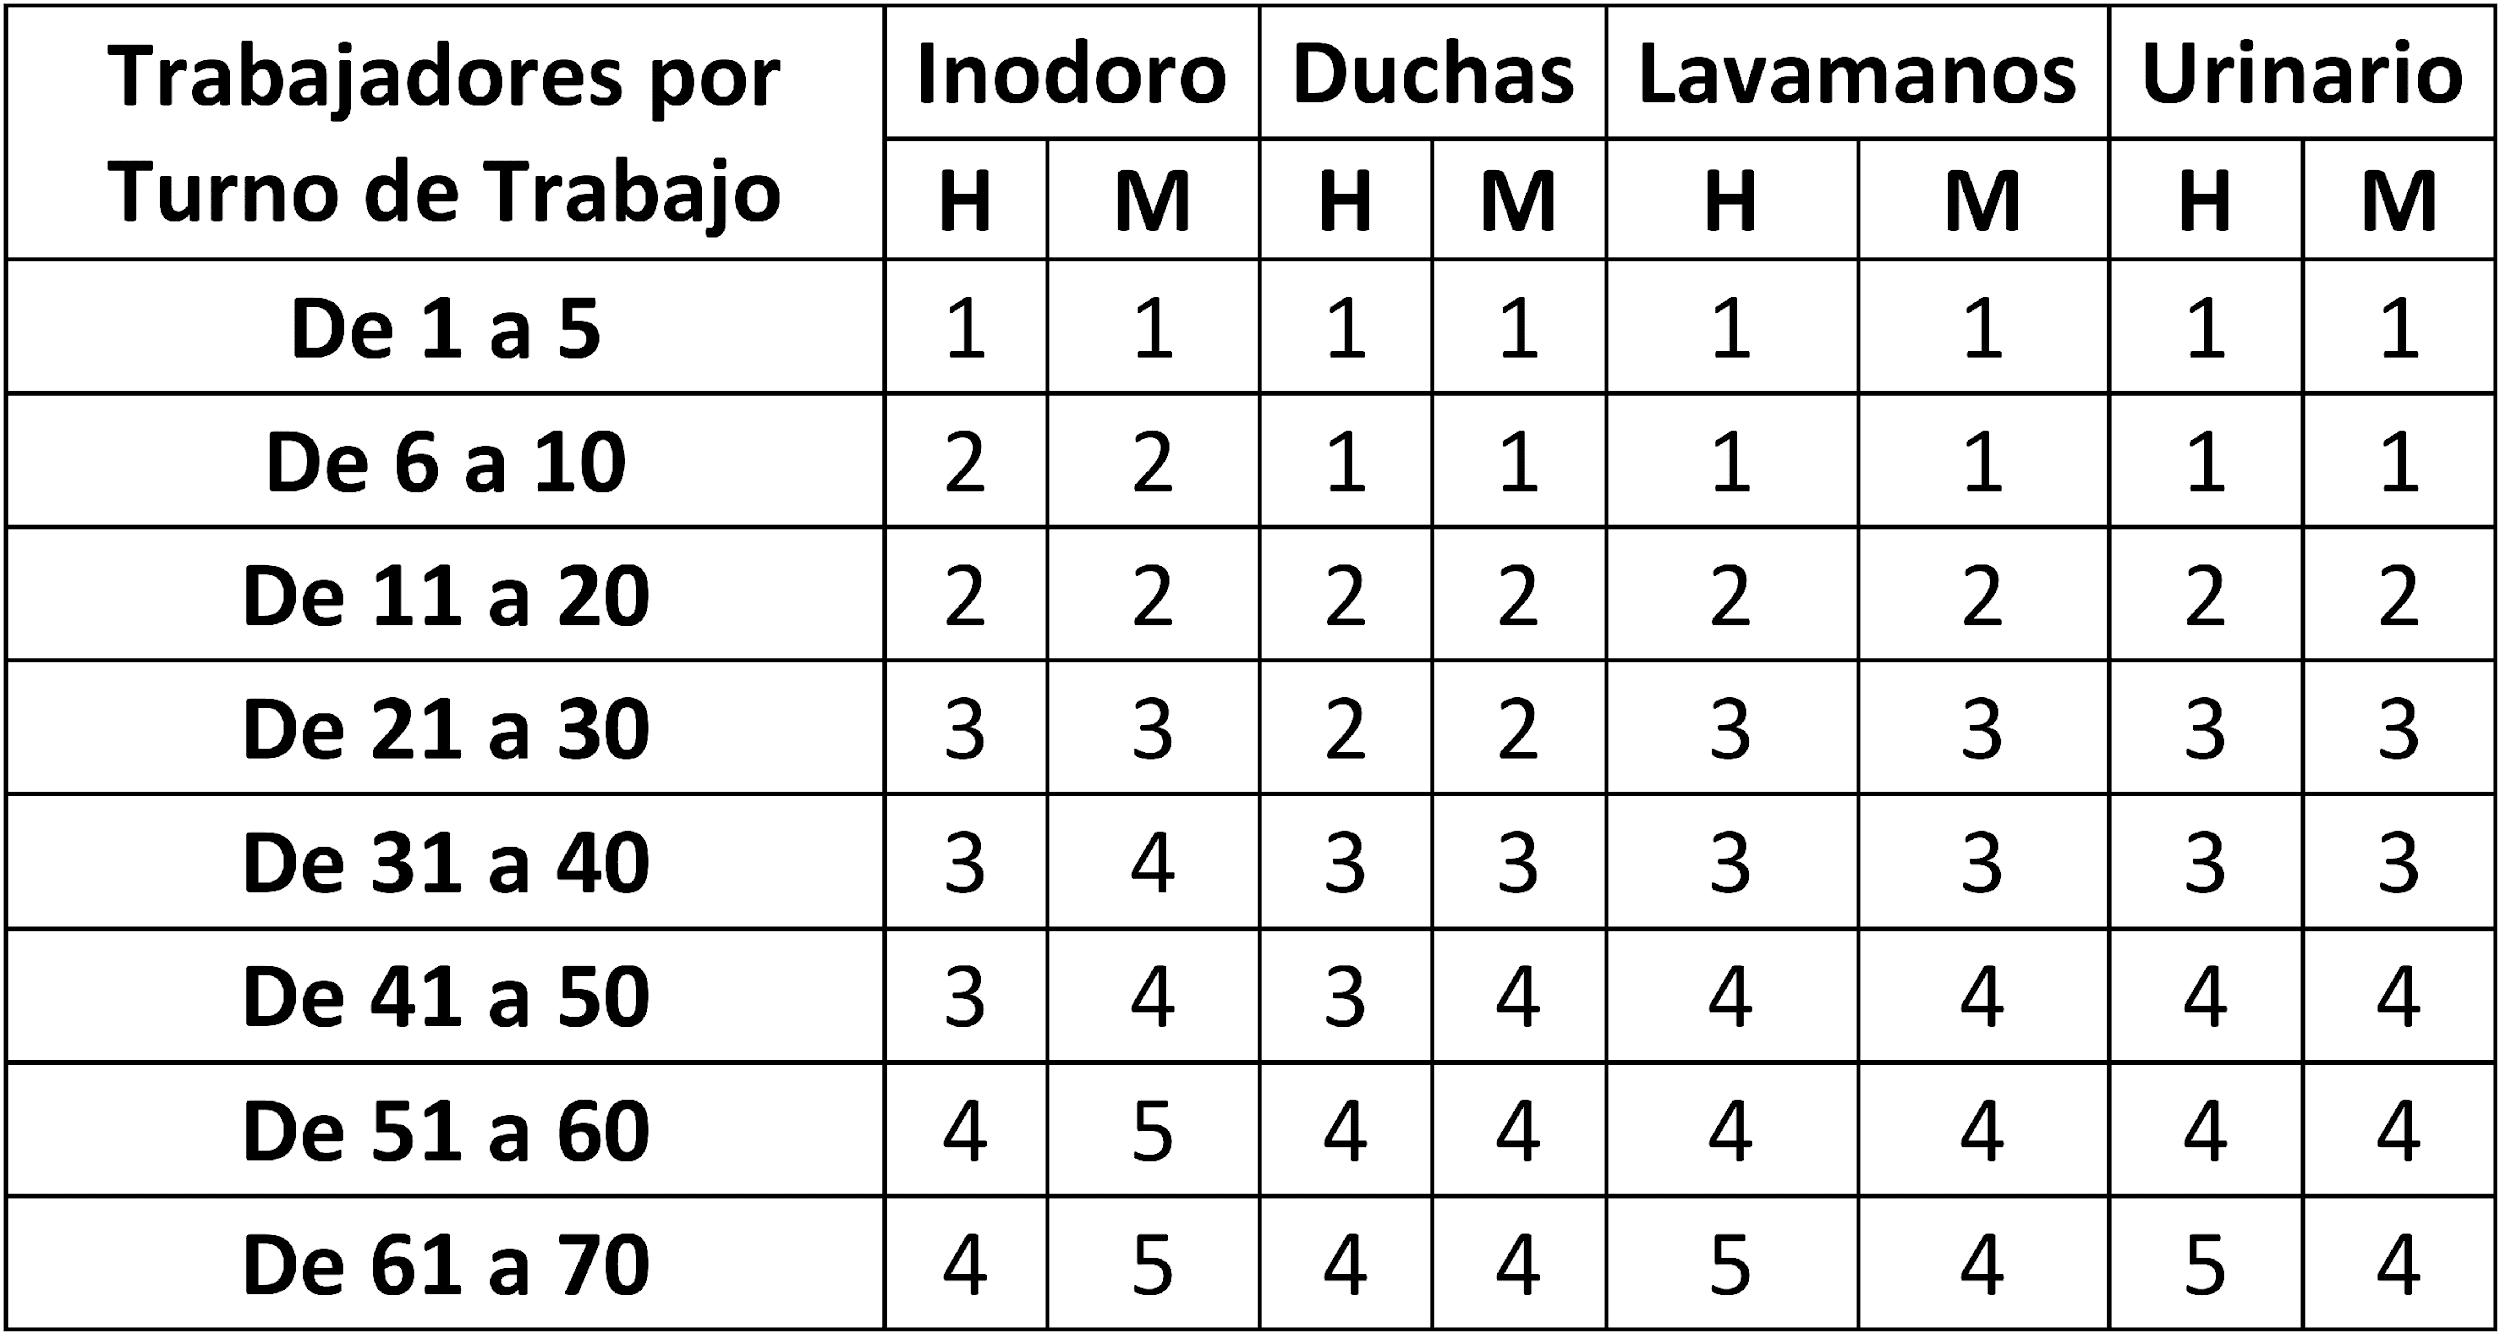 Trabajadores por Turno de Trabajo Inodoro Duchas Lavamanos Urinario
H M H M H M H M
De 1 a 5 1 1 1 1 1 1 1 1
De 6 a 10 2 2 1 1 1 1 1 1
De 11 a 20 2 2 2 2 2 2 2 2
De 21 a 30 3 3 2 2 3 3 3 3
De 31 a 40 3 4 3 3 3 3 3 3
De 41 a 50 3 4 3 4 4 4 4 4
De 51 a 60 4 5 4 4 4 4 4 4
De 61 a 70 4 5 4 4 5 4 5 4